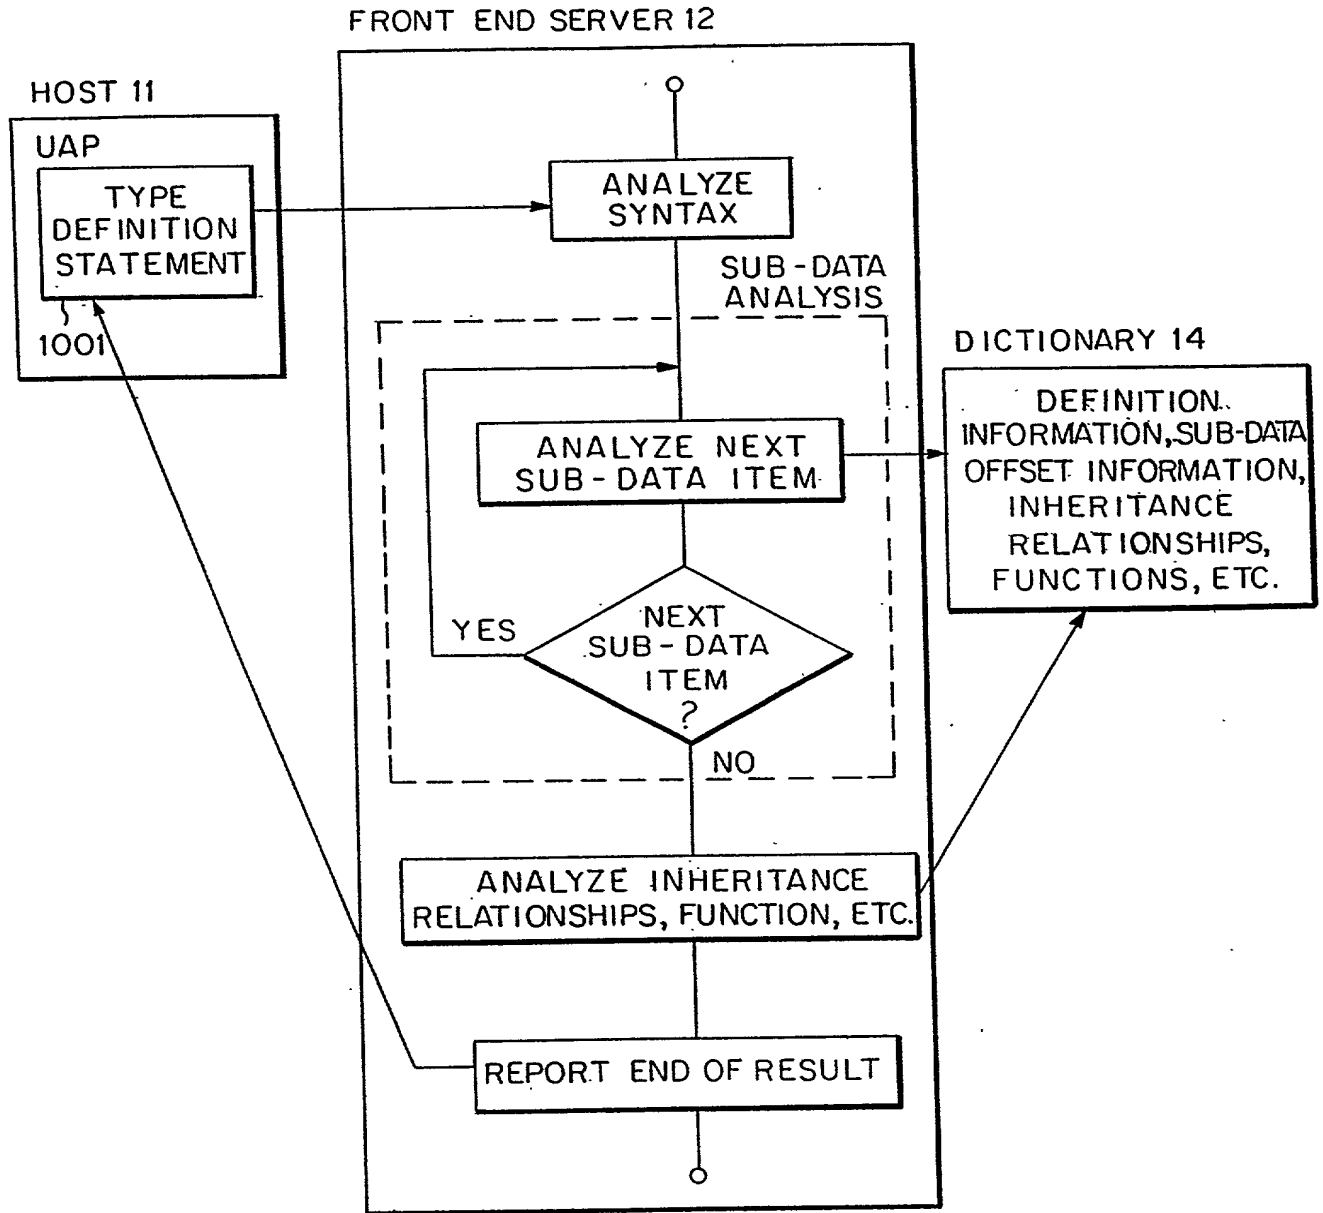 FRONT END SERVER 12
HOST 11
UAP
TYPE
DEFINITION
STATEMENT
1001
ANALYZE
SYNTAX
SUB-DATA
ANALYSIS
ANALYZE NEXT
SUB-DATA ITEM
YES
NEXT
SUB-DATA
ITEM
?
NO
DICTIONARY 14
DEFINITION
INFORMATION, SUB-DATA
OFFSET INFORMATION,
INHERITANCE
RELATIONSHIPS,
FUNCTIONS, ETC.
ANALYZE INHERITANCE
RELATIONSHIPS, FUNCTION, ETC.
REPORT END OF RESULT